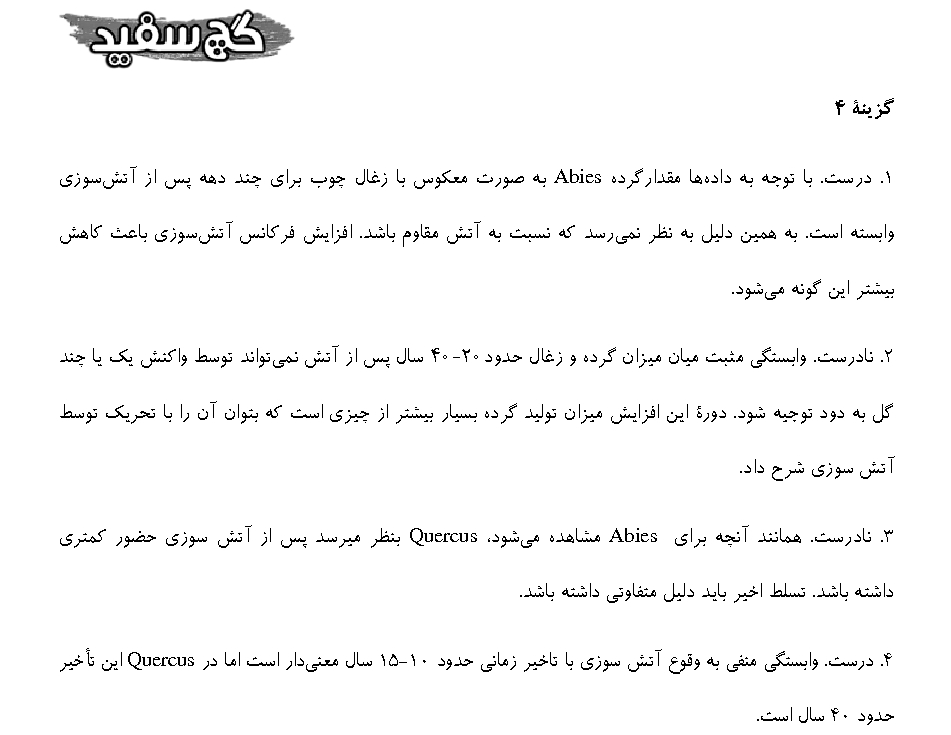 گچ سفید
گزینهٔ ۴
۱. درست. با توجه به داده‌ها مقدارگرده Abies به صورت معکوس با زغال چوب برای چند دهه پس از آتش‌سوزی
وابسته است. به همین دلیل به نظر نمی‌رسد که نسبت به آتش مقاوم باشد. افزایش فرکانس آتش‌سوزی باعث کاهش
بیشتر این گونه می‌شود.
۲. نادرست. وابستگی مثبت میان میزان گرده و زغال حدود ۲۰-۴۰ سال پس از آتش نمی‌تواند توسط واکنش یک یا چند
گل به دود توجیه شود. دورهٔ این افزایش میزان تولید گرده بسیار بیشتر از چیزی است که بتوان آن را با تحریک توسط
آتش سوزی شرح داد.
۳. نادرست. همانند آنچه برای Abies مشاهده می‌شود، Quercus بنظر میرسد پس از آتش سوزی حضور کمتری
داشته باشد. تسلط اخیر باید دلیل متفاوتی داشته باشد.
۴. درست. وابستگی منفی به وقوع آتش سوزی با تاخیر زمانی حدود ۱۰-۱۵ سال معنی‌دار است اما در Quercus این تأخیر
حدود ۴۰ سال است.